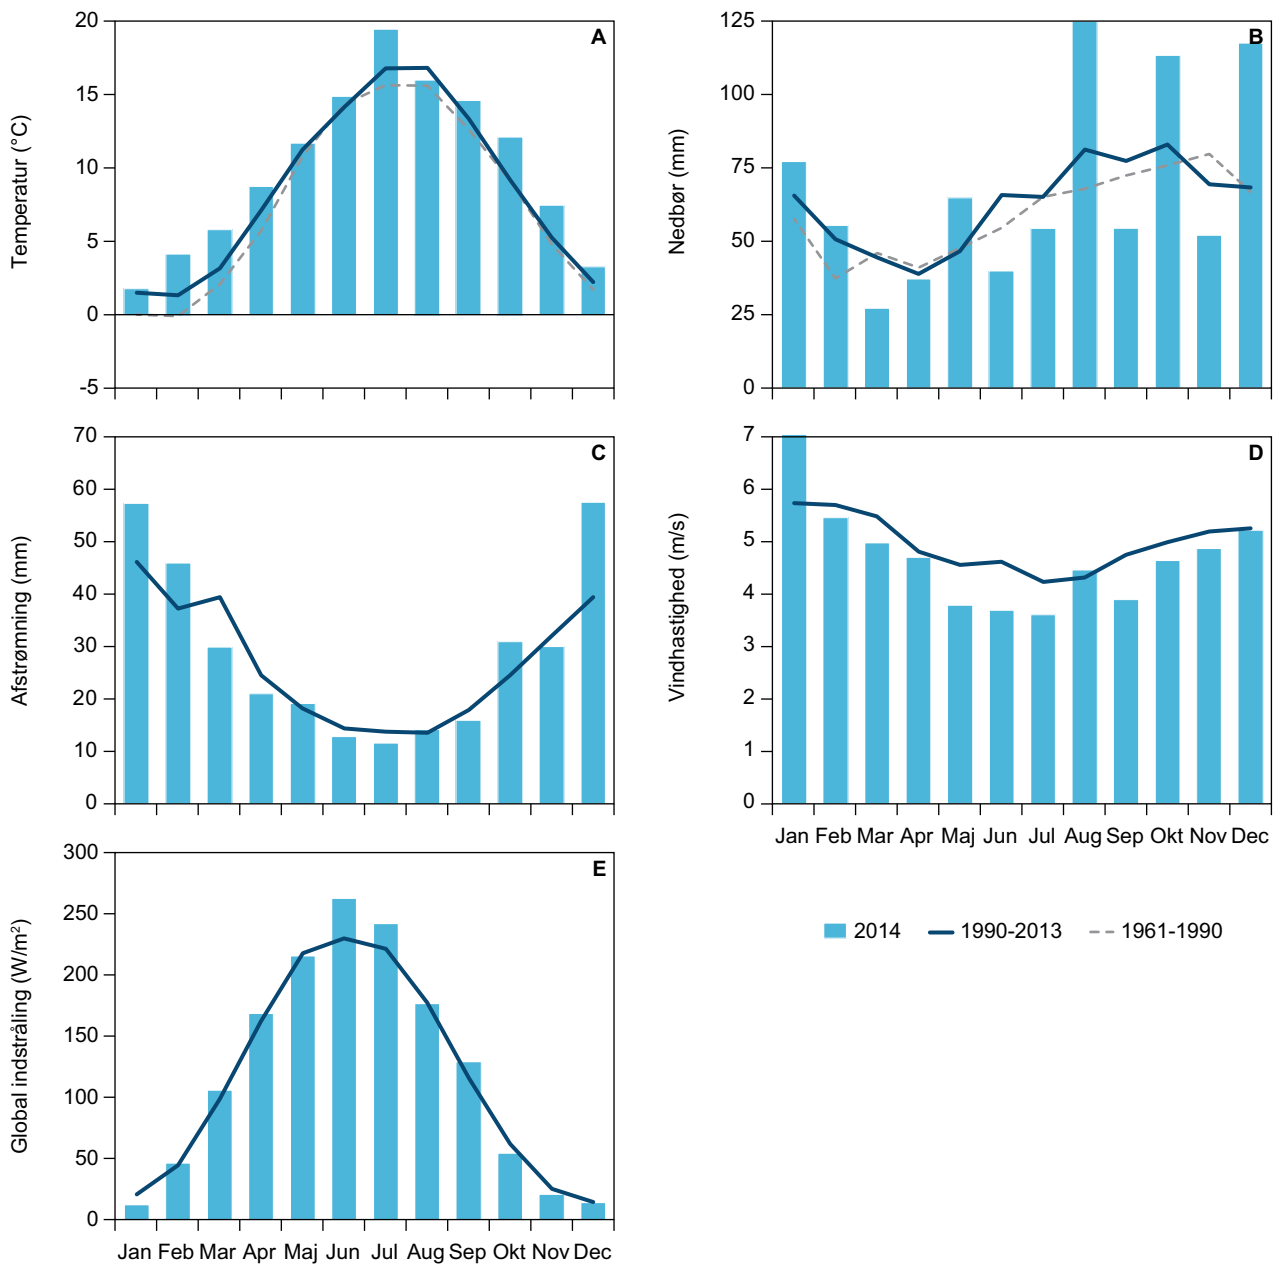 A
Temperatur (°C)
20
15
10
5
0
-5
B
Nedbør (mm)
125
100
75
50
25
0
C
Afstrømning (mm)
70
60
50
40
30
20
10
0
D
Vindhastighed (m/s)
7
6
5
4
3
2
1
0
Jan Feb Mar Apr Maj Jun Jul Aug Sep Okt Nov Dec
E
Global indstråling (W/m²)
300
250
200
150
100
50
0
Jan Feb Mar Apr Maj Jun Jul Aug Sep Okt Nov Dec
2014 1990-2013 1961-1990